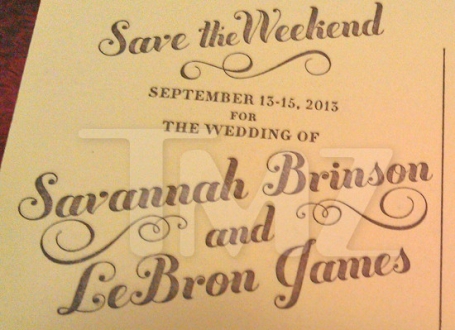 Save the Weekend
SEPTEMBER 13-15, 2013
FOR
THE WEDDING OF
Savannah Brinson
and
LeBron James
TMZ